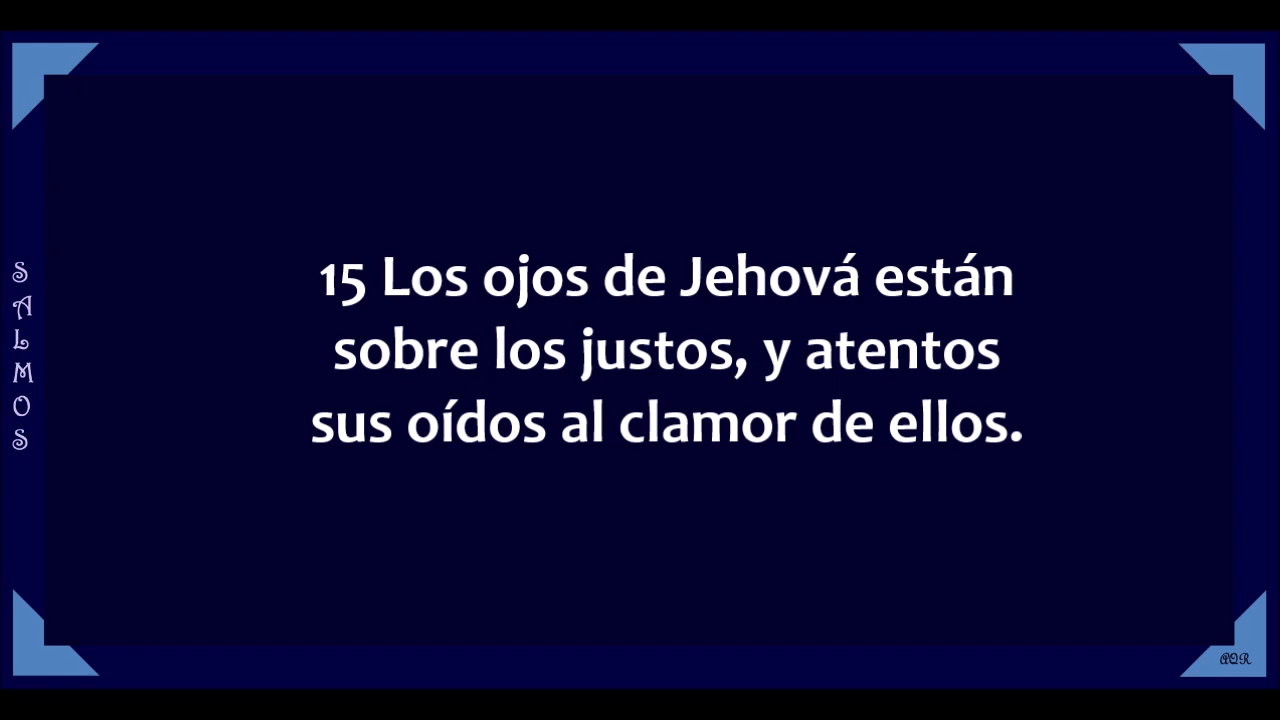 SALMOS
15 Los ojos de Jehová están
sobre los justos, y atentos
sus oídos al clamor de ellos.